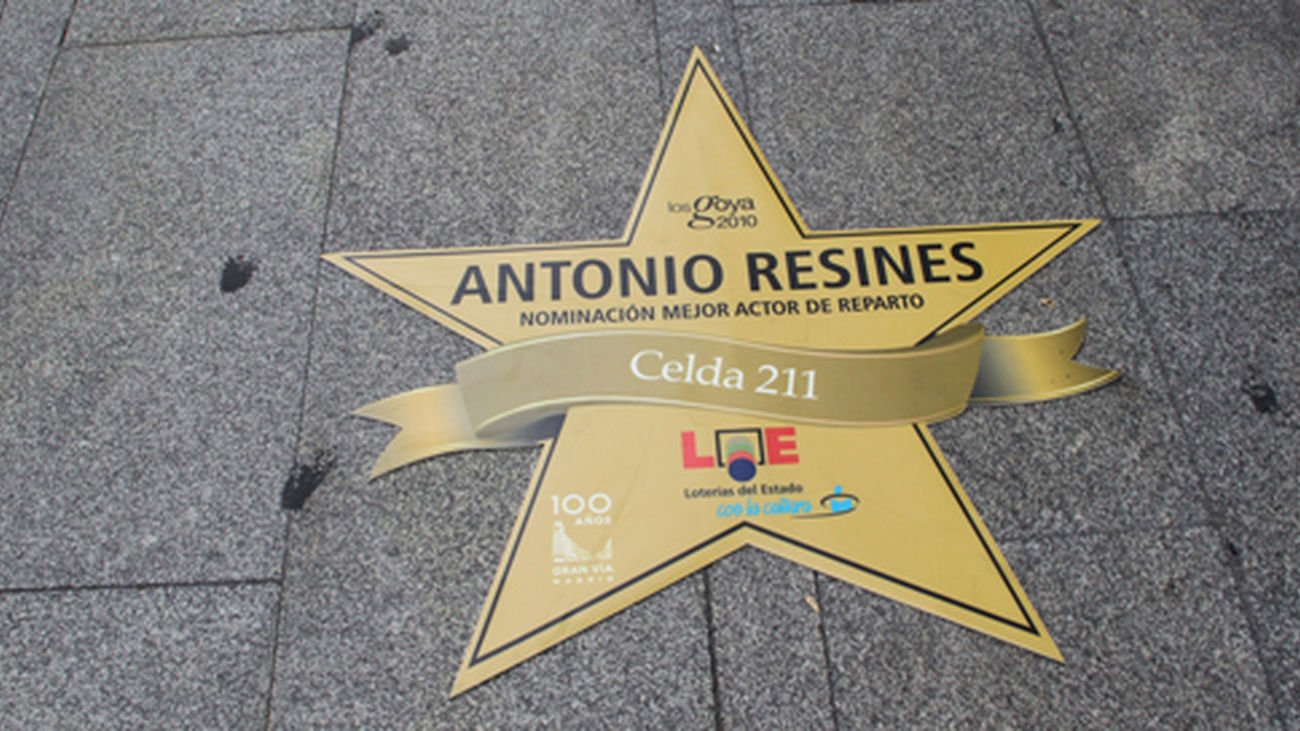 los goya
2010
ANTONIO RESINES
NOMINACIÓN MEJOR ACTOR DE REPARTO
Celda 211
LAE
Loterías del Estado
con la cultura
100
AÑOS
GRAN VÍA
MADRID